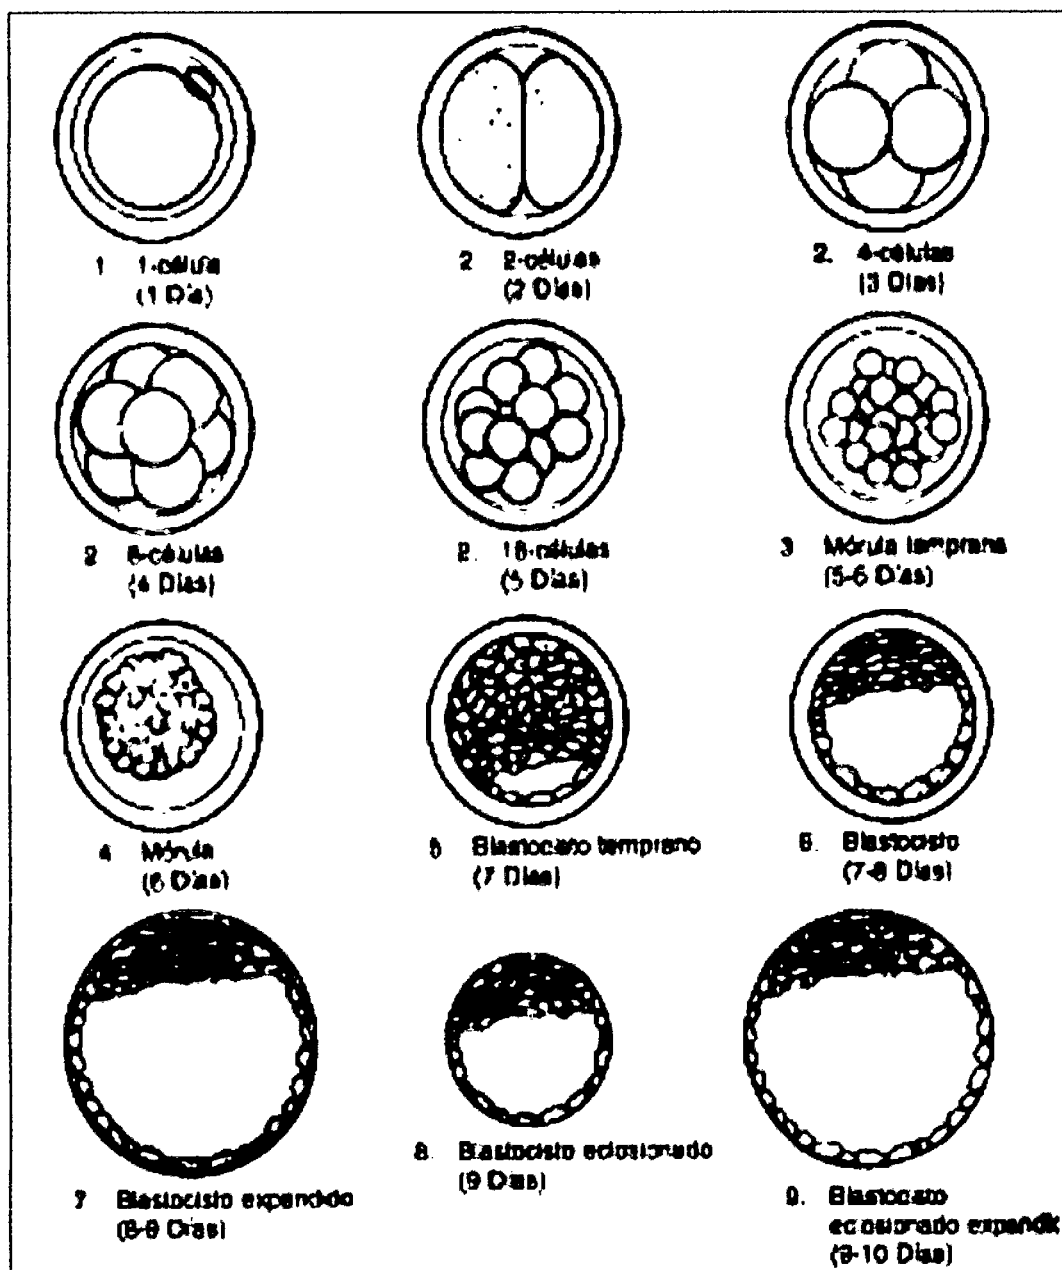 1 1-célula
(1 Día)
2 2-células
(2 Días)
2. 4-células
(3 Días)
2 8-células
(4 Días)
2. 16-células
(5 Días)
3 Mórula temprana
(5-6 Días)
4 Mórula
(6 Días)
5 Blastocisto temprano
(7 Días)
6. Blastocisto
(7-8 Días)
7 Blastocisto expandido
(8-9 Días)
8 Blastocisto eclosionado
(9 Días)
9. Blastocisto
eclosionado expandic
(9-10 Días)